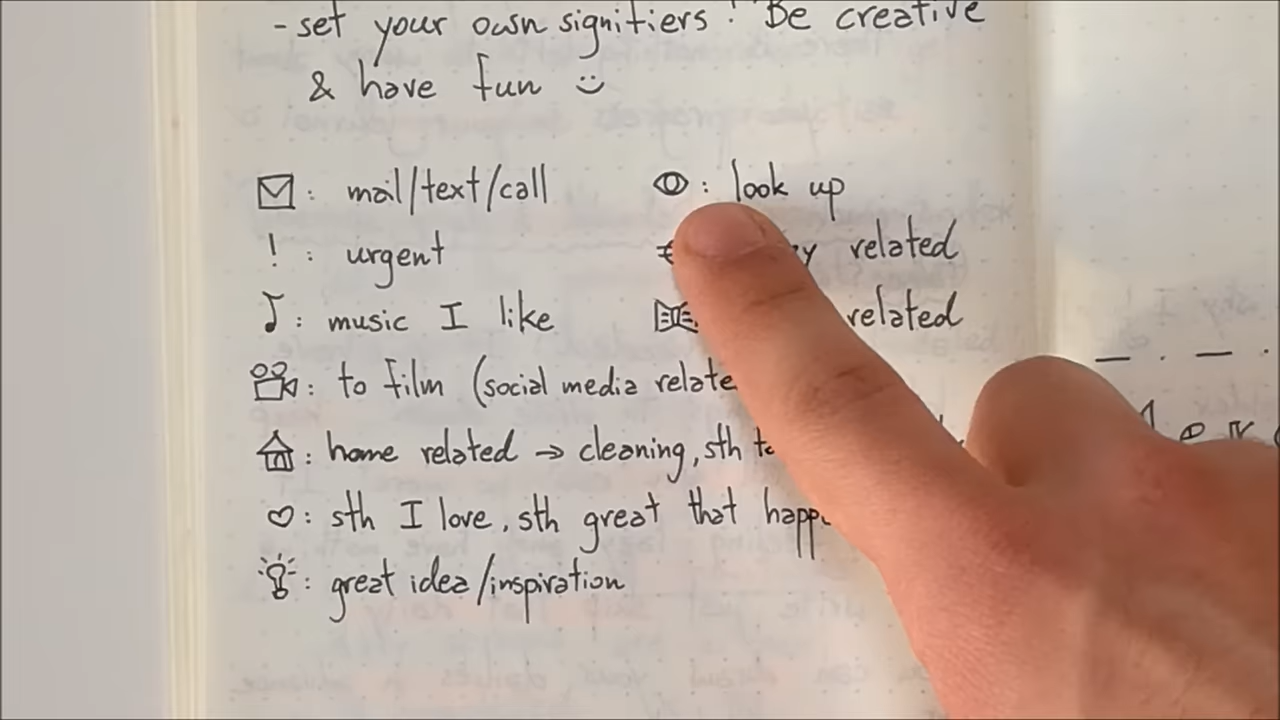 - set your own signifiers! Be creative
& have fun :)
: mail/text/call
: look up
! : urgent
related
: music I like
related
: to film (social media relate
: home related → cleaning, sth
: sth I love, sth great that happ
: great idea/inspiration